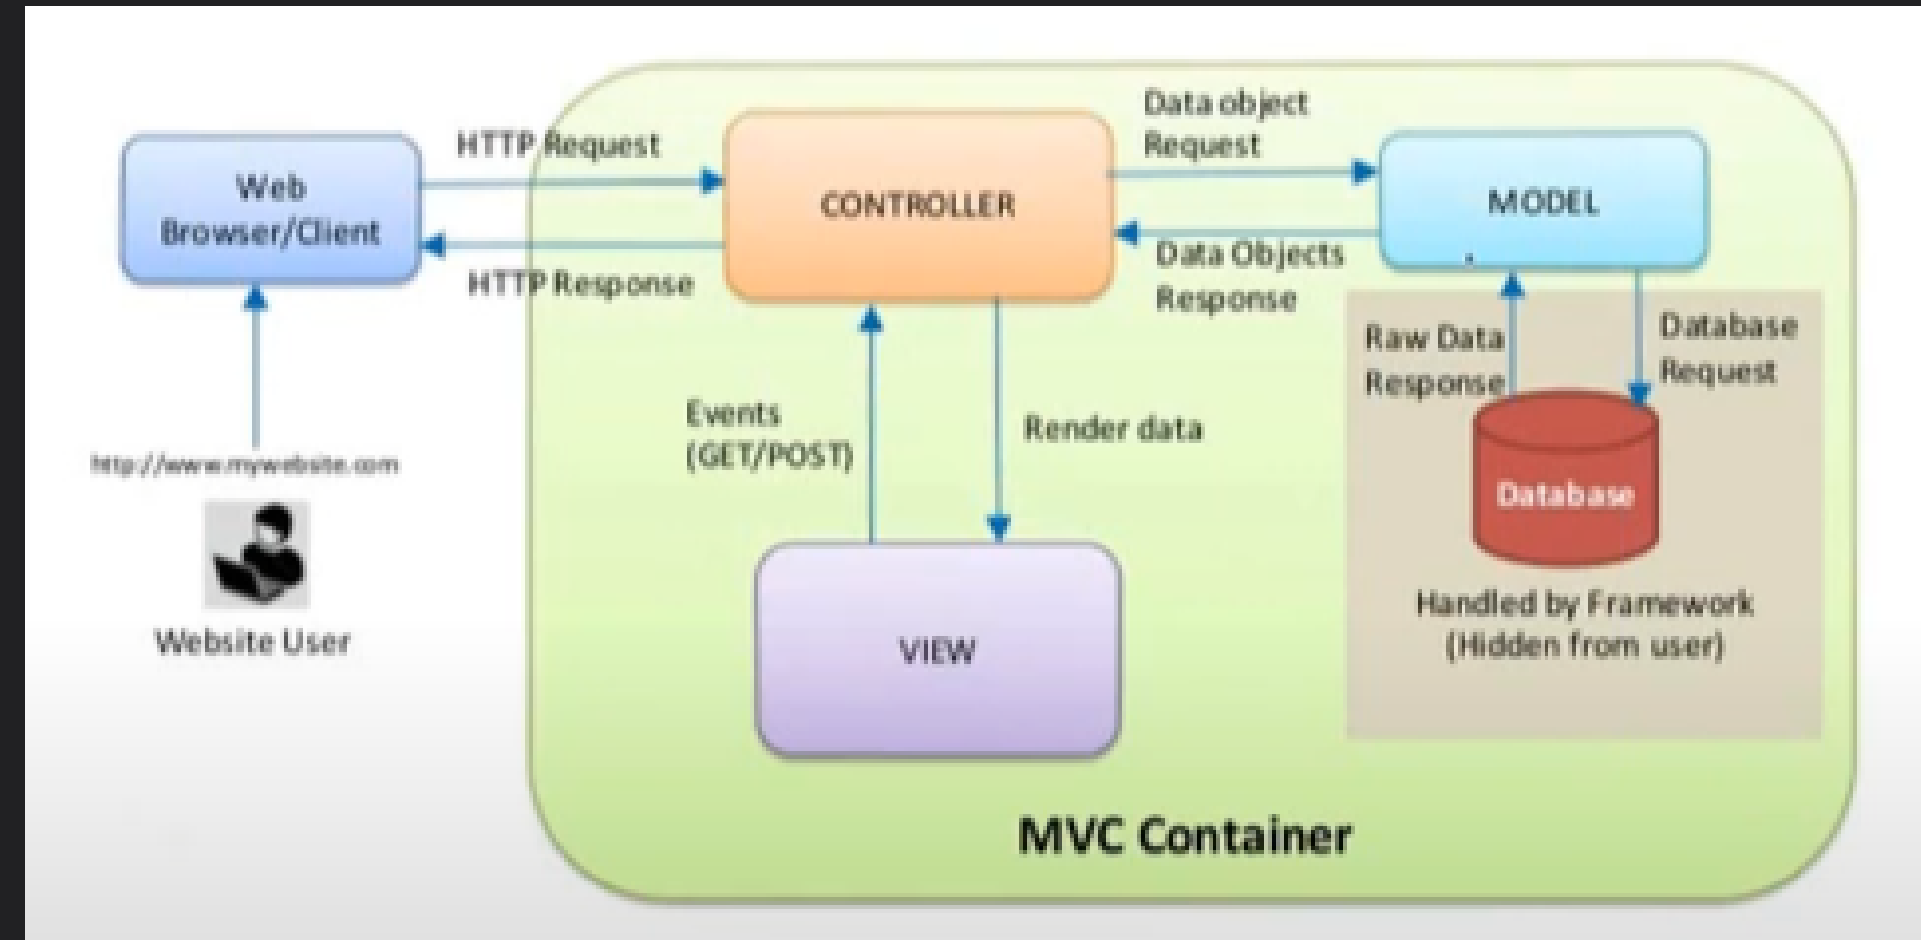 HTTP Request
Web
Browser/Client
HTTP Response
http://www.mywebsite.com
Website User
CONTROLLER
Data object
Request
MODEL
Data Objects
Response
Raw Data
Response
Database
Request
Events
(GET/POST)
Render data
Database
Handled by Framework
(Hidden from user)
VIEW
MVC Container